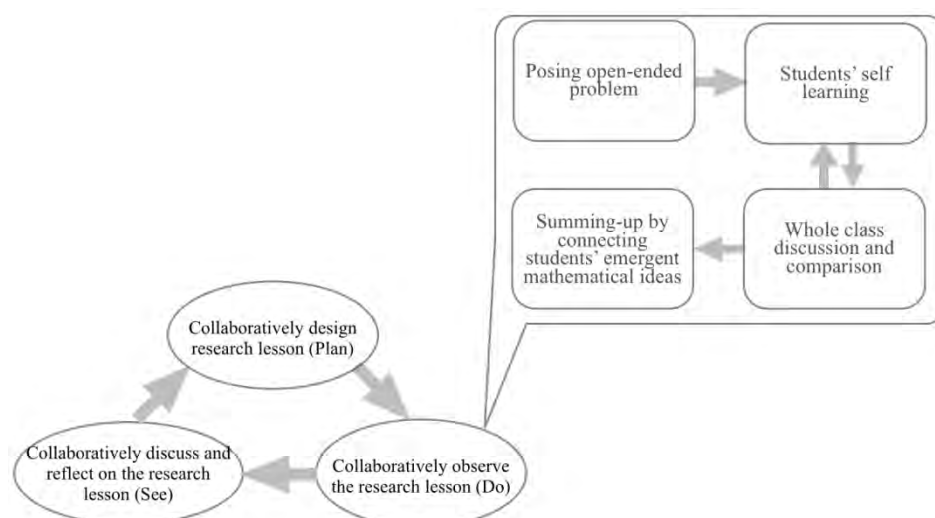 Posing open-ended
problem
Students' self
learning
Whole class
discussion and
comparison
Summing-up by
connecting
students' emergent
mathematical ideas
Collaboratively design
research lesson (Plan)
Collaboratively observe
the research lesson (Do)
Collaboratively discuss and
reflect on the research
lesson (See)